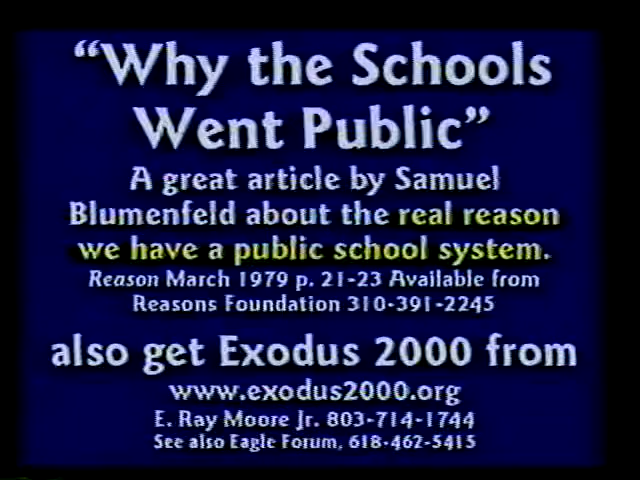 “Why the Schools
Went Public”
A great article by Samuel
Blumenfeld about the real reason
we have a public school system.
Reason March 1979 p. 21-23 Available from
Reasons Foundation 310-391-2245
also get Exodus 2000 from
www.exodus2000.org
E. Ray Moore Jr. 803-714-1744
See also Eagle Forum, 618-462-5415